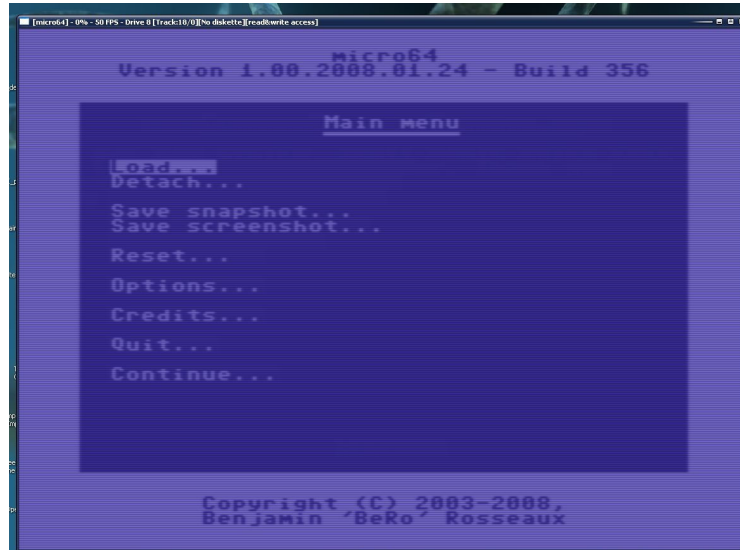 [micro64] - 0% - 50 FPS - Drive 8 [Track:18/0][No diskette][read&write access]
micro64
Version 1.00.2008.01.24 - Build 356
Main menu
Load...
Detach...
Save snapshot...
Save screenshot...
Reset...
Options...
Credits...
Quit...
Continue...
Copyright (C) 2003-2008,
Benjamin 'BeRo' Rosseaux